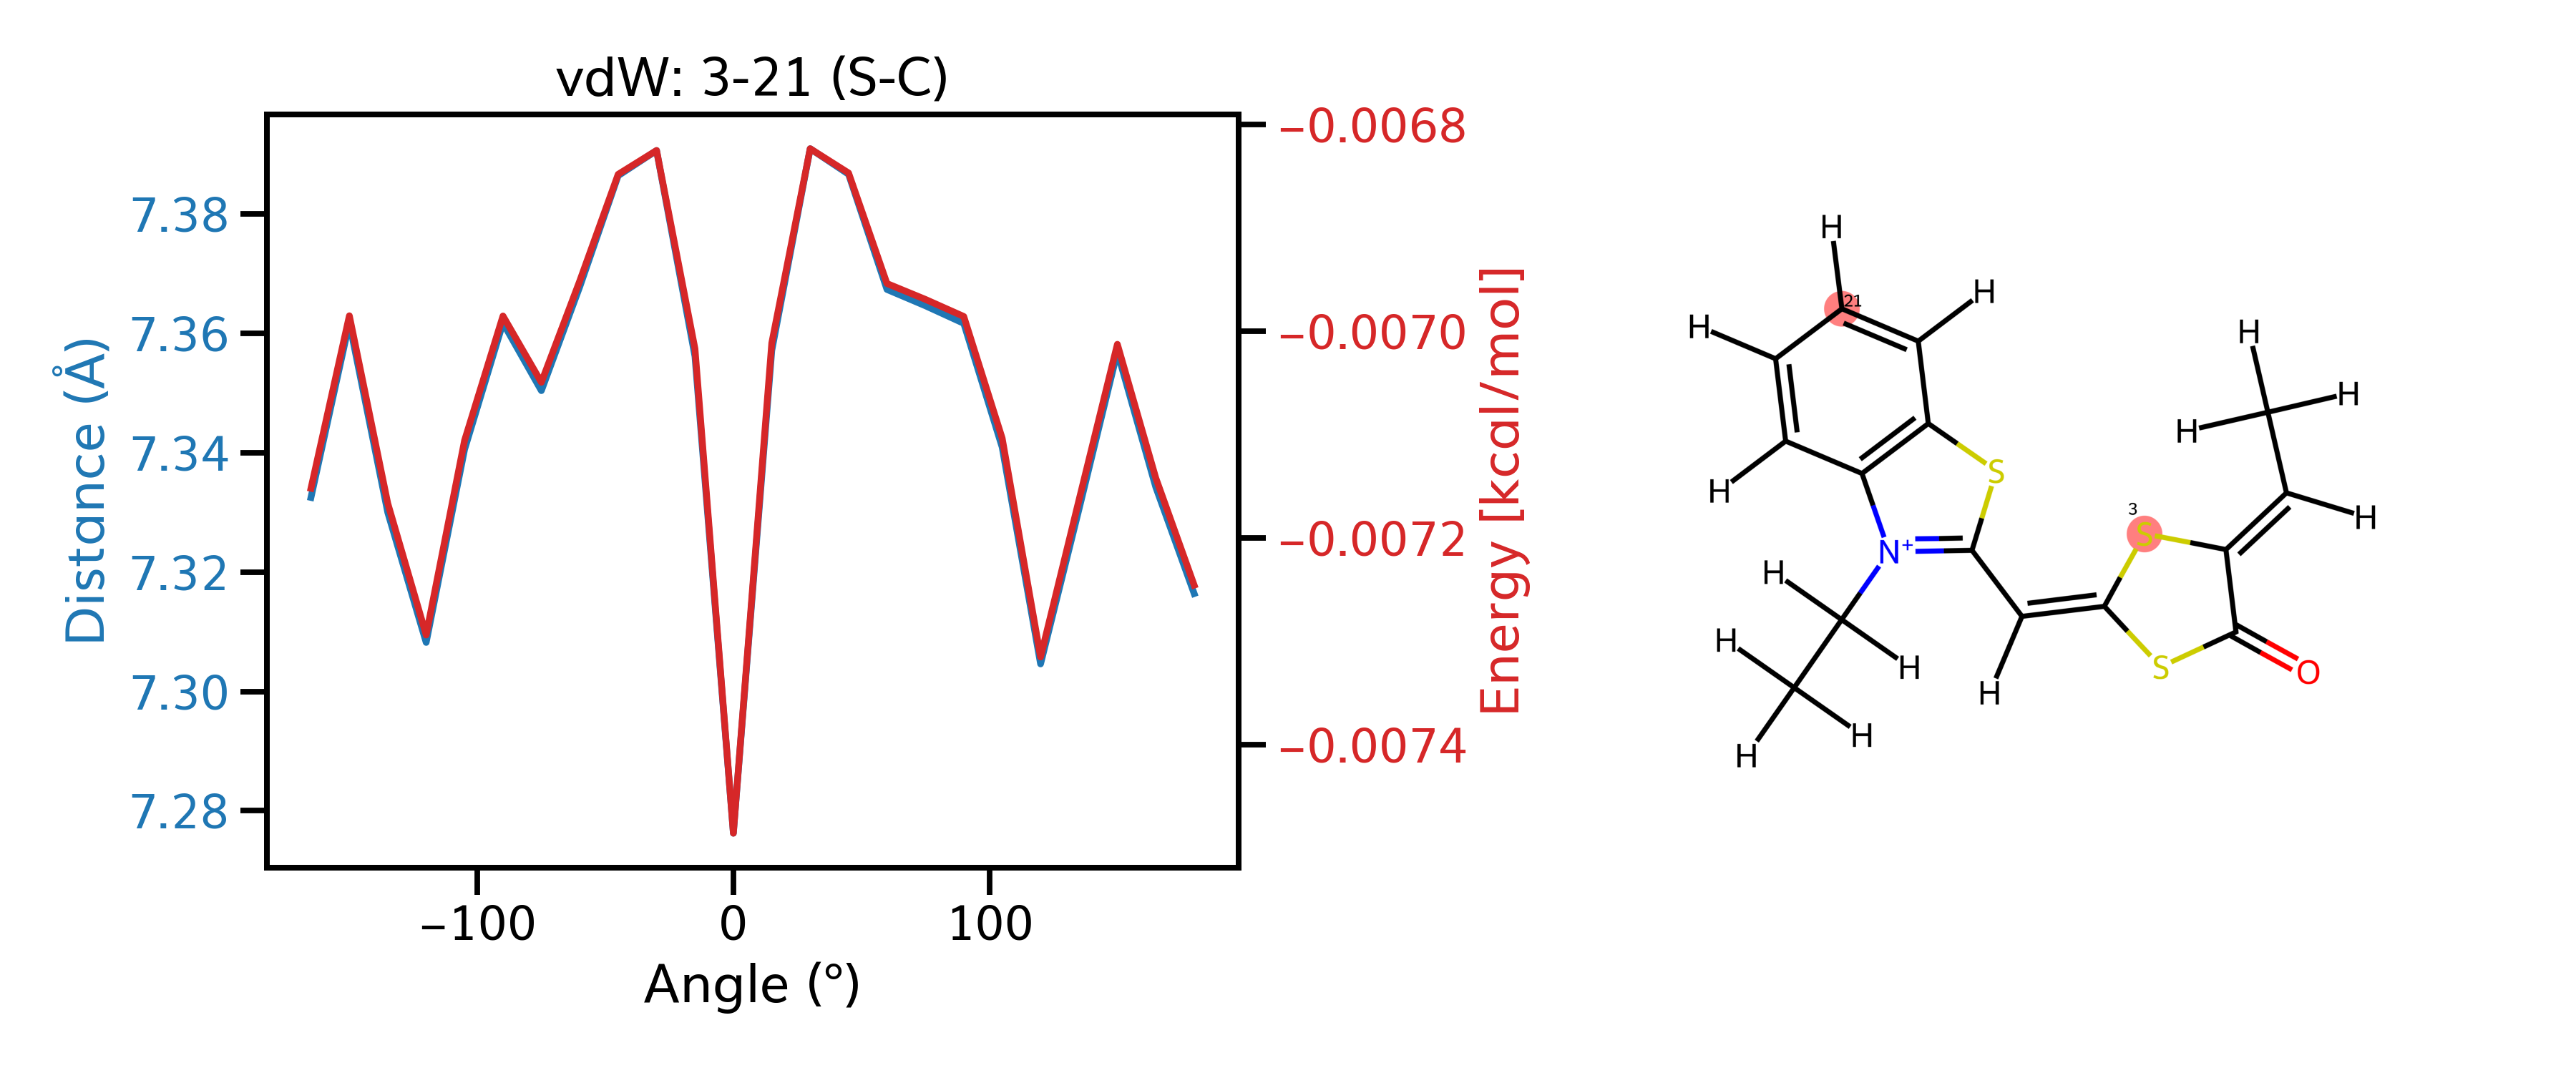 vdW: 3-21 (S-C)
7.38
7.36
7.34
7.32
7.30
7.28
Distance (Å)
–0.0068
–0.0070
–0.0072
–0.0074
Energy [kcal/mol]
–100
0
100
Angle (°)
H
H
21
H
H
H
H
H
S
3
S
H
H
N+
H
H
H
S
O
H
H
H